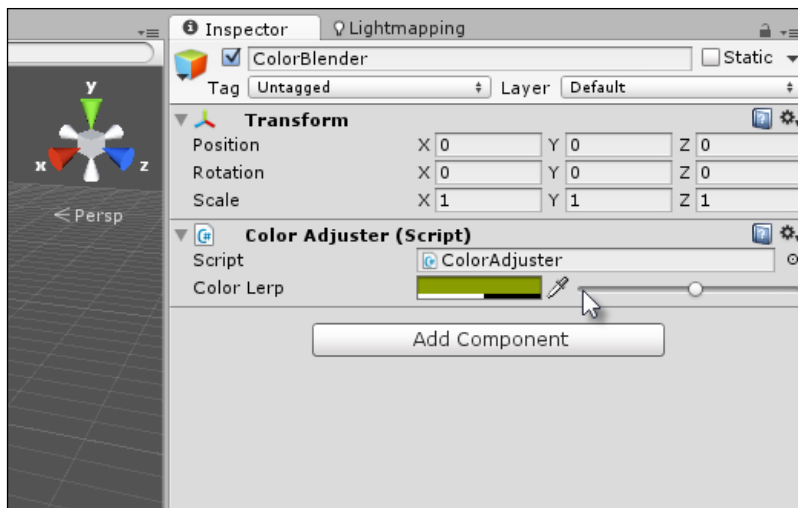 Inspector Lightmapping
ColorBlender Static
Tag Untagged Layer Default
Transform
Position X 0 Y 0 Z 0
Rotation X 0 Y 0 Z 0
Scale X 1 Y 1 Z 1
Color Adjuster (Script)
Script ColorAdjuster
Color Lerp
Add Component
y
x z
Persp